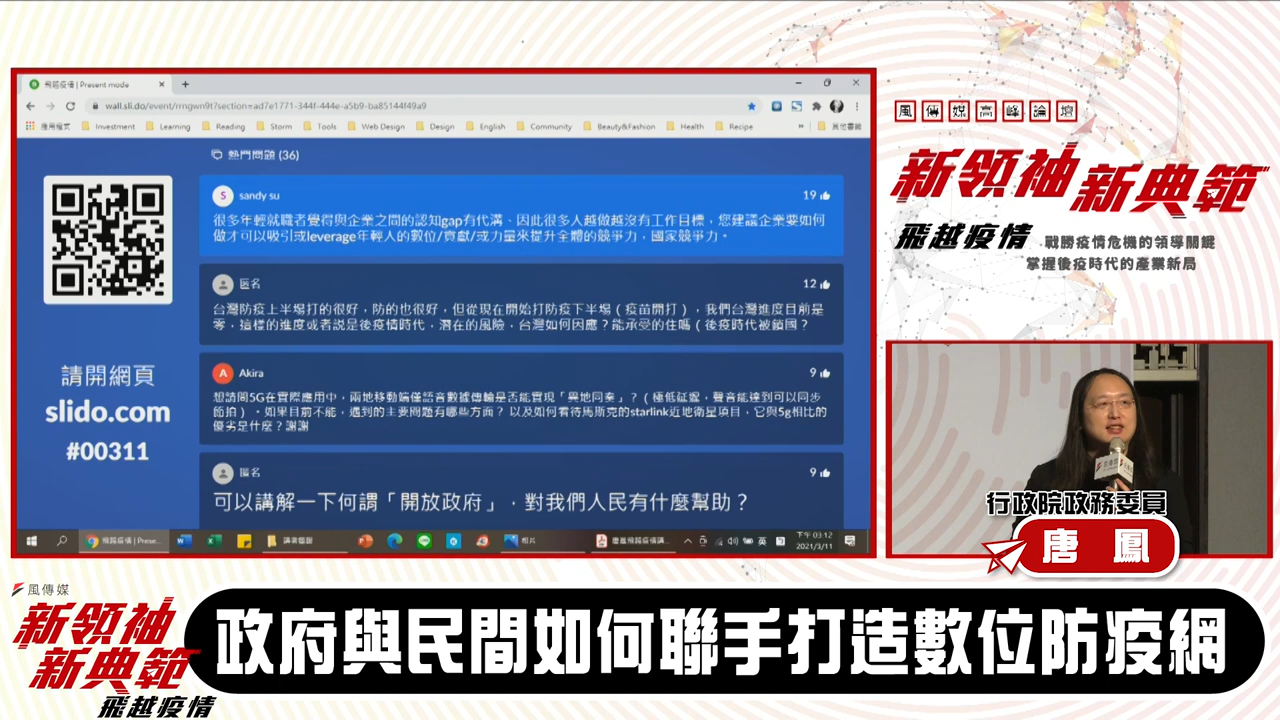 飛越疫情 | Present mode
wall.sli.do/event/rrngwn9t?section=ad7e1771-344f-444e-a5b9-ba85144f49a9
應用程式 Investment Learning Reading Storm Tools Web Design Design English Community Beauty&Fashion Health Recipe » 其他書籤
熱門問題 (36)
S sandy su 19
很多年輕就職者覺得與企業之間的認知gap有代溝、因此很多人越做越沒有工作目標，您建議企業要如何
做才可以吸引或leverage年輕人的數位/貢獻/或力量來提升全體的競爭力，國家競爭力。
匿名 12
台灣防疫上半場打的很好，防的也很好，但從現在開始打防疫下半場（疫苗開打），我們台灣進度目前是
零，這樣的進度或者說是後疫情時代，潛在的風險，台灣如何因應？能承受的住嗎（後疫時代被鎖國？
A Akira 9
想請問5G在實際應用中，兩地移動端僅語音數據傳輸是否能實現「異地同奏」？（極低延遲，聲音能達到可以同步
節拍）。如果目前不能，遇到的主要問題有哪些方面？ 以及如何看待馬斯克的starlink近地衛星項目，它與5g相比的
優劣是什麼？謝謝
匿名 9
可以講解一下何謂「開放政府」，對我們人民有什麼幫助？
請開網頁
slido.com
#00311
飛越疫情 | Prese...
相片
英
下午 03:12
2021/3/11
風傳媒高峰論壇
新領袖新典範
飛越疫情
戰勝疫情危機的領導關鍵
掌握後疫時代的產業新局
行政院政務委員
唐鳳
風傳媒
新領袖
新典範
飛越疫情
政府與民間如何聯手打造數位防疫網